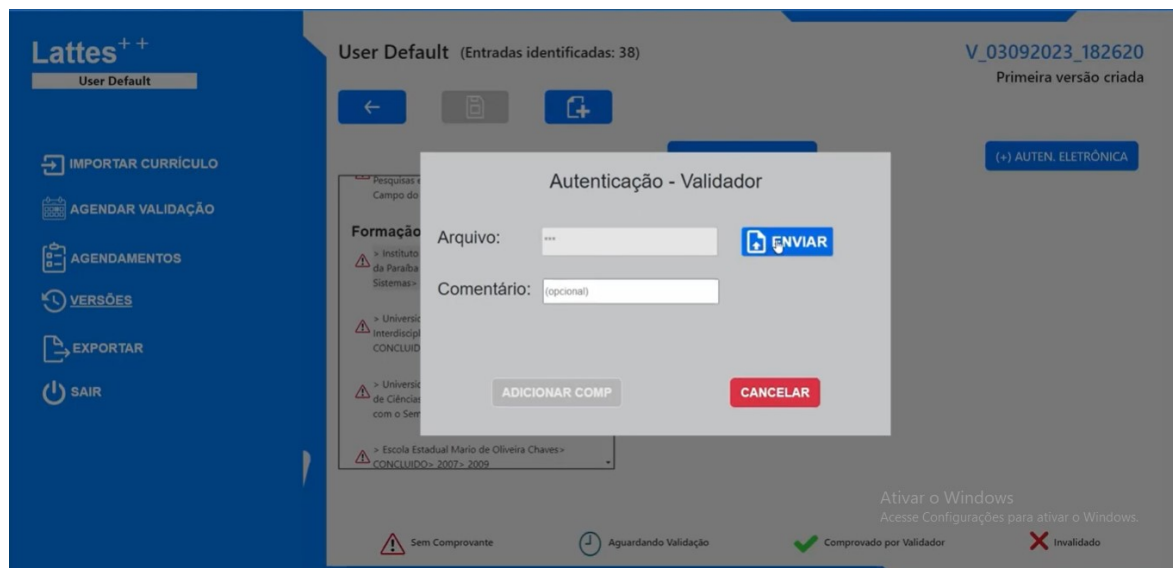 Lattes++
User Default
IMPORTAR CURRÍCULO
AGENDAR VALIDAÇÃO
AGENDAMENTOS
VERSÕES
EXPORTAR
SAIR
User Default (Entradas identificadas: 38)
V_03092023_182620
Primeira versão criada
(+) AUTEN. ELETRÔNICA
Pesquisas e
Campo do
Formação
> Instituto
da Paraíba
Sistemas>
> Universid
Interdiscipl
CONCLUID
> Universid
de Ciências
com o Sem
> Escola Estadual Mario de Oliveira Chaves>
CONCLUIDO> 2007> 2009
Autenticação - Validador
Arquivo:
***
ENVIAR
Comentário:
(opcional)
ADICIONAR COMP
CANCELAR
Ativar o Windows
Acesse Configurações para ativar o Windows.
Sem Comprovante
Aguardando Validação
Comprovado por Validador
Invalidado